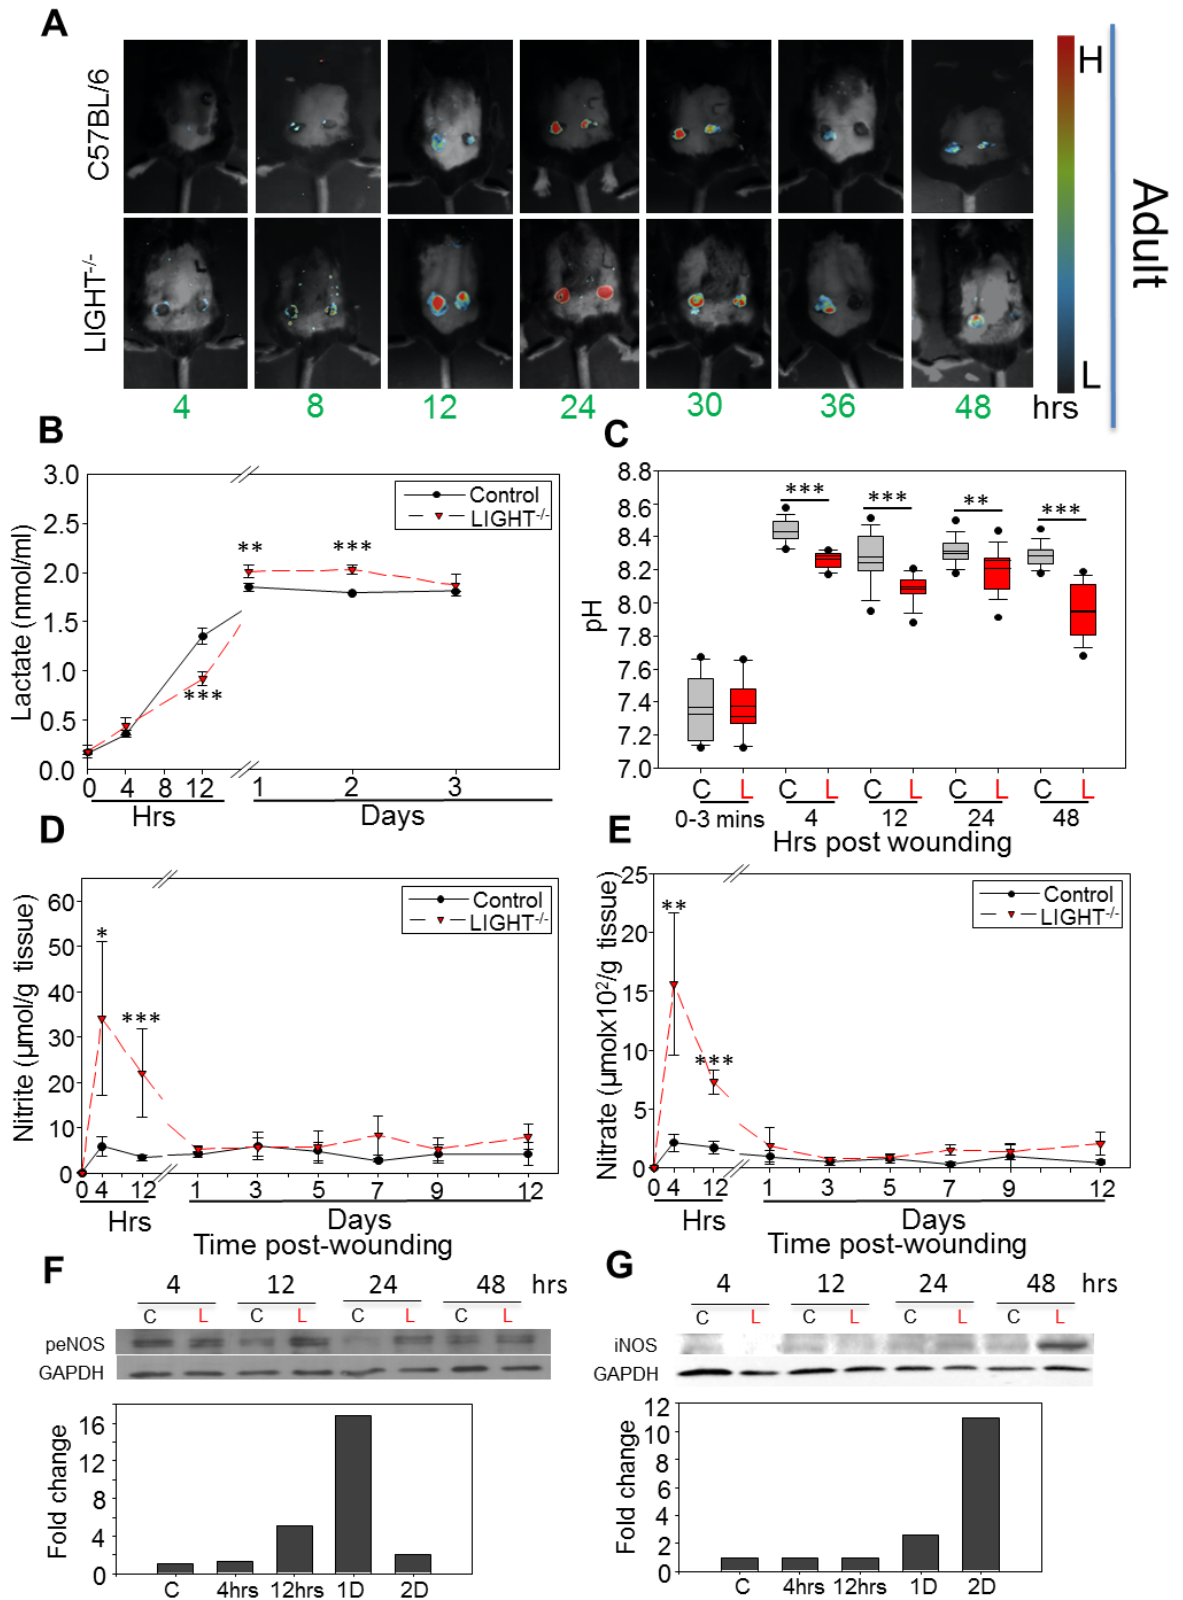 A
C57BL/6
LIGHT-/-
H
L
Adult
4 8 12 24 30 36 48 hrs
B
Lactate (nmol/ml)
3.0
2.5
2.0
1.5
1.0
0.5
0.0
Control
LIGHT-/-
** ***
***
0 4 8 12 1 2 3
Hrs Days
C
pH
8.8
8.6
8.4
8.2
8.0
7.8
7.6
7.4
7.2
7.0
*** *** ** ***
C L C L C L C L C L
0-3 mins 4 12 24 48
Hrs post wounding
D
Nitrite (µmol/g tissue)
60
50
40
30
20
10
0
Control
LIGHT-/-
*
***
0 4 12 1 3 5 7 9 12
Hrs Days
Time post-wounding
E
Nitrate (µmolx10²/g tissue)
25
20
15
10
5
0
Control
LIGHT-/-
**
***
0 4 12 1 3 5 7 9 12
Hrs Days
Time post-wounding
F
4 12 24 48 hrs
C L C L C L C L
peNOS
GAPDH
Fold change
16
12
8
4
0
C 4hrs 12hrs 1D 2D
G
4 12 24 48 hrs
C L C L C L C L
iNOS
GAPDH
Fold change
12
10
8
6
4
2
0
C 4hrs 12hrs 1D 2D